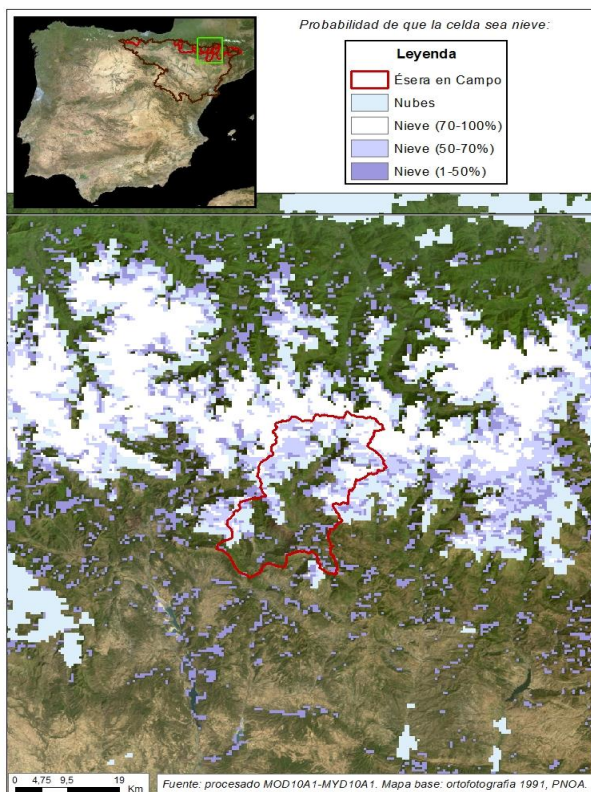 Probabilidad de que la celda sea nieve:
Leyenda
Ésera en Campo
Nubes
Nieve (70-100%)
Nieve (50-70%)
Nieve (1-50%)
0 4,75 9,5 19
Km
Fuente: procesado MOD10A1-MYD10A1. Mapa base: ortofotografia 1991, PNOA.